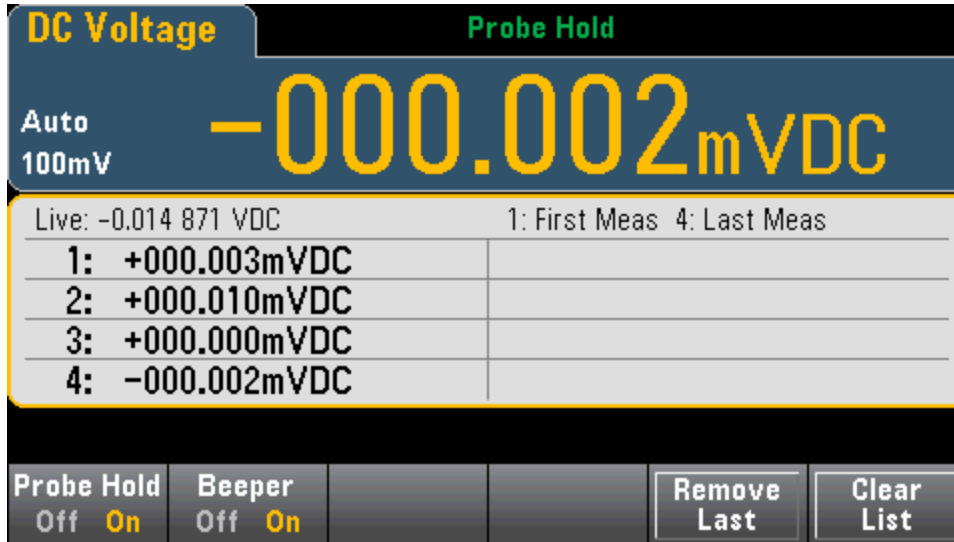 DC Voltage
Probe Hold
Auto
100mV
-000.002mVDC
Live: -0.014 871 VDC
1: First Meas 4: Last Meas
1: +000.003mVDC
2: +000.010mVDC
3: +000.000mVDC
4: -000.002mVDC
Probe Hold
Off On
Beeper
Off On
Remove
Last
Clear
List